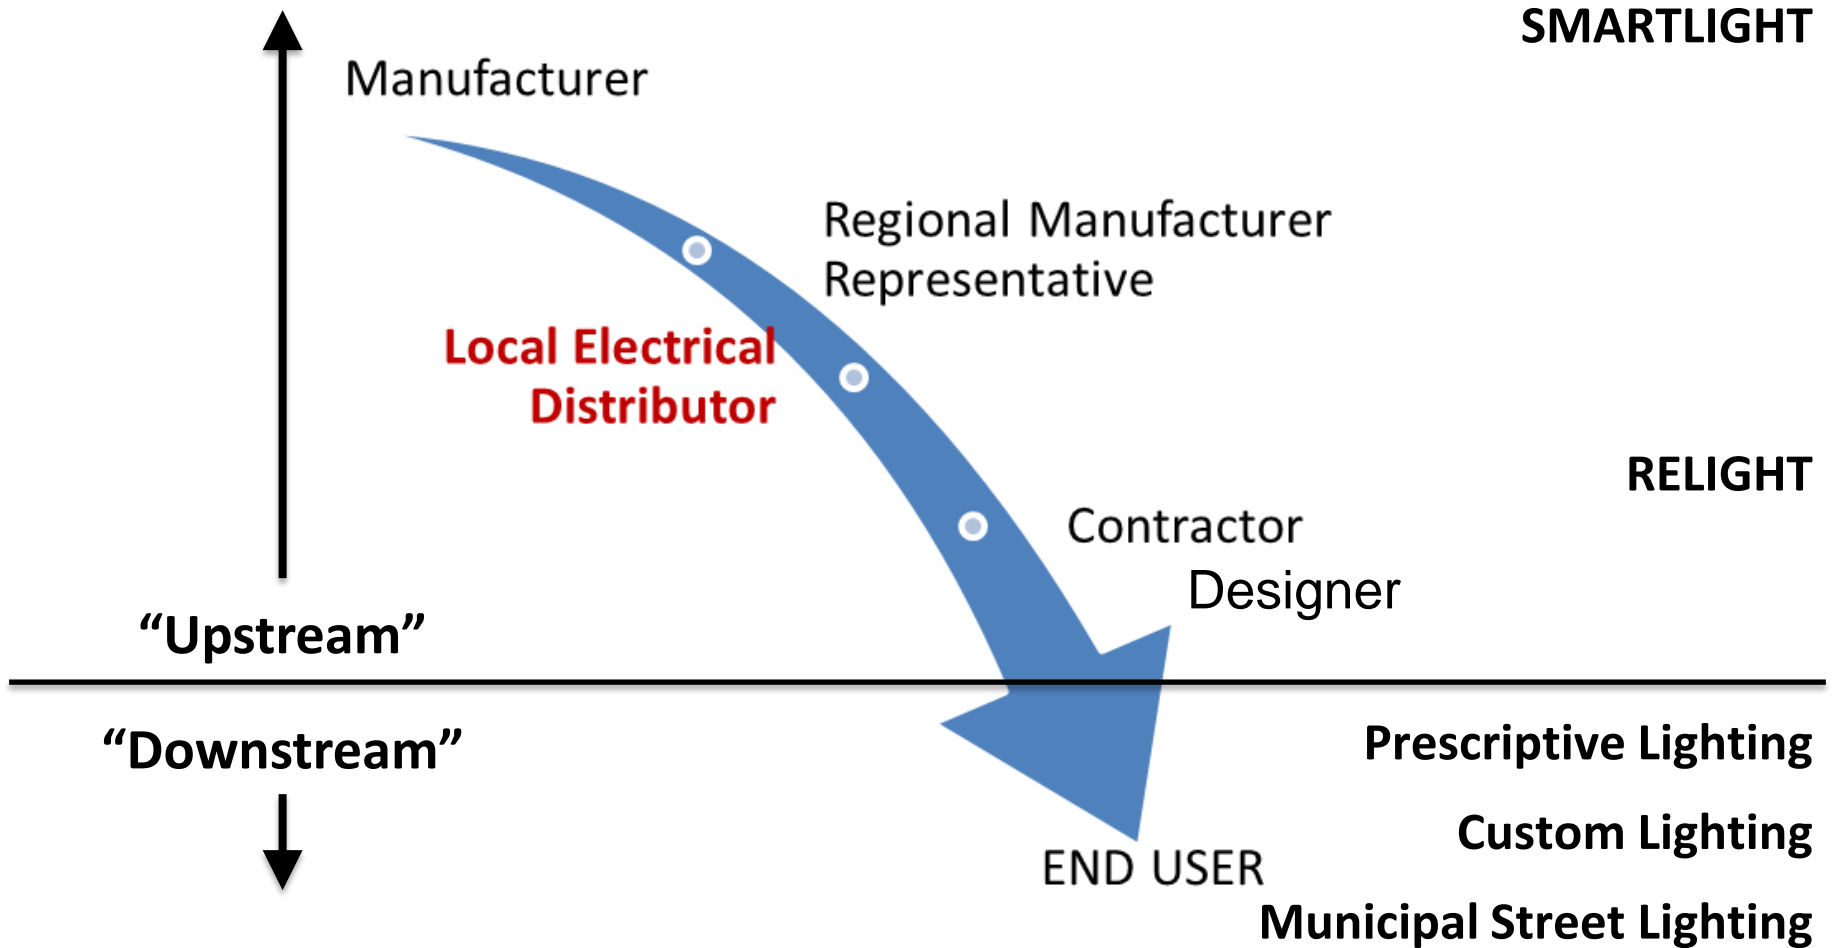 SMARTLIGHT
Manufacturer
Regional Manufacturer
Representative
Local Electrical
Distributor
RELIGHT
Contractor
Designer
“Upstream”
“Downstream”
Prescriptive Lighting
Custom Lighting
END USER
Municipal Street Lighting